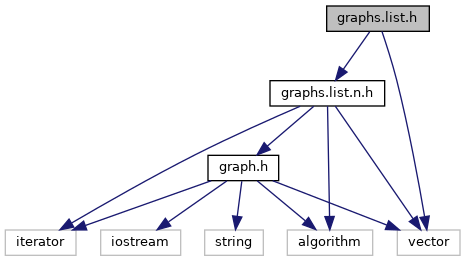 graphs.list.h
graphs.list.n.h
graph.h
iterator
iostream
string
algorithm
vector